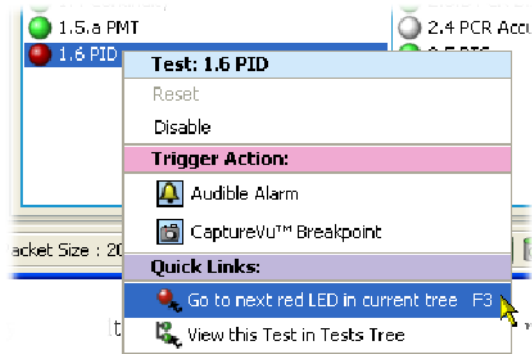 1.5.a PMT
2.4 PCR Accu
1.6 PID
Test: 1.6 PID
Reset
Disable
Trigger Action:
Audible Alarm
CaptureVu™ Breakpoint
acket Size : 20
Quick Links:
Go to next red LED in current tree F3
View this Test in Tests Tree